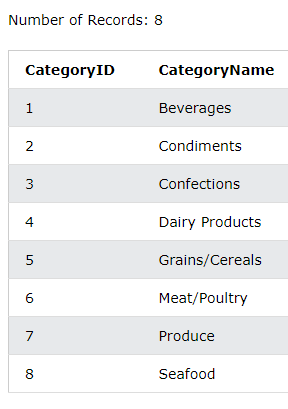 Number of Records: 8
CategoryID CategoryName
1 Beverages
2 Condiments
3 Confections
4 Dairy Products
5 Grains/Cereals
6 Meat/Poultry
7 Produce
8 Seafood